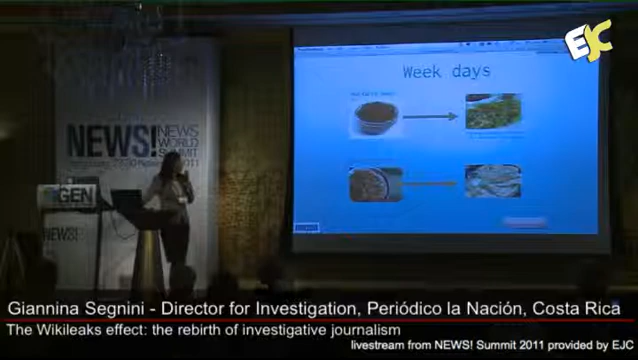 EJC
Week days
NEWS!
NEWS
WORLD
SUMMIT
2011
GEN
NEWS!
Giannina Segnini - Director for Investigation, Periódico la Nación, Costa Rica
The Wikileaks effect: the rebirth of investigative journalism
livestream from NEWS! Summit 2011 provided by EJC